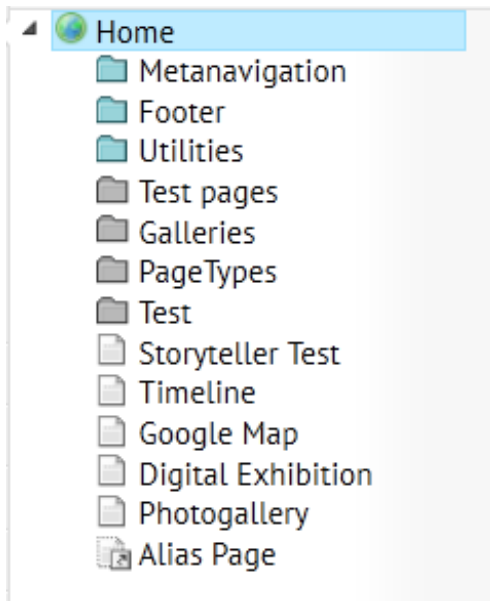 Home
Metanavigation
Footer
Utilities
Test pages
Galleries
PageTypes
Test
Storyteller Test
Timeline
Google Map
Digital Exhibition
Photogallery
Alias Page